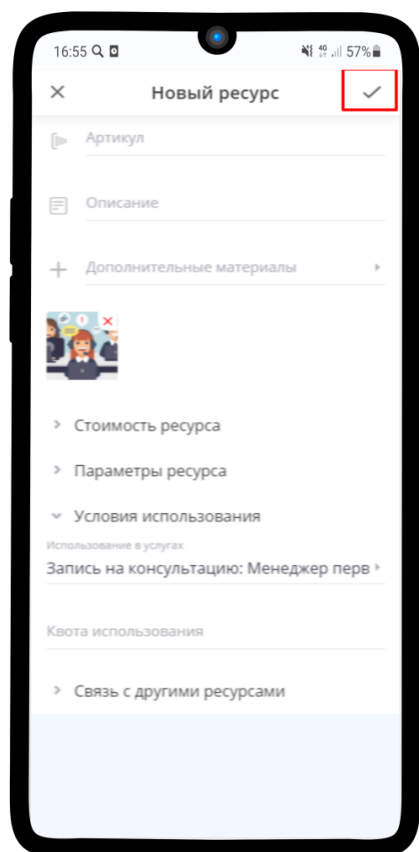 16:55
4G 57%
Новый ресурс
Артикул
Описание
Дополнительные материалы
Стоимость ресурса
Параметры ресурса
Условия использования
Использование в услугах
Запись на консультацию: Менеджер перв
Квота использования
Связь с другими ресурсами